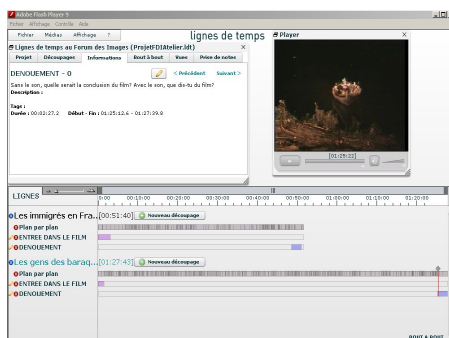 Adobe Flash Player 9
Fichier Affichage Contrôle Aide
Fichier Médias Affichage ?
lignes de temps
Player
Lignes de temps au Forum des Images (ProjetFDIAtelier.ldt)
Projet Découpages Informations Bout à bout Vues Prise de notes
DENOUEMENT - 0
< Précédent Suivant >
Sans le son, quelle serait la conclusion du film? Avec le son, que dis-tu du film?
Description :
Tags :
Durée : 00:02:27.2 Début - Fin : 01:25:12.6 - 01:27:39.8
[01:25:22]
LIGNES
0:00 00:10:00 00:20:00 00:30:00 00:40:00 00:50:00 01:00:00 01:10:00 01:20:00
Les immigrés en Fra..[00:51:40] Nouveau découpage
Plan par plan
ENTREE DANS LE FILM
DENOUEMENT
Les gens des baraq...[01:27:43] Nouveau découpage
Plan par plan
ENTREE DANS LE FILM
DENOUEMENT
BOUT A BOUT